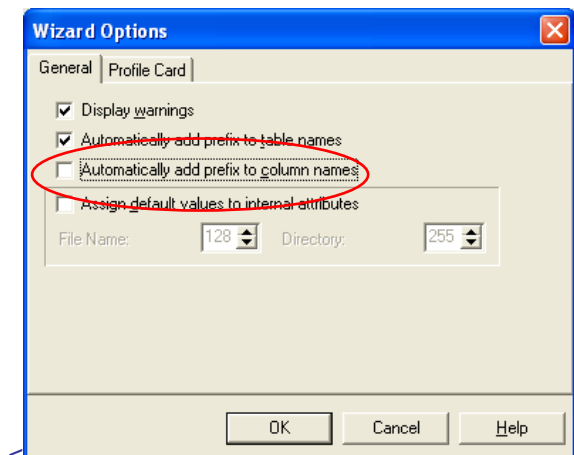 Wizard Options
General Profile Card
Display warnings
Automatically add prefix to table names
Automatically add prefix to column names
Assign default values to internal attributes
File Name: 128 Directory: 255
OK Cancel Help